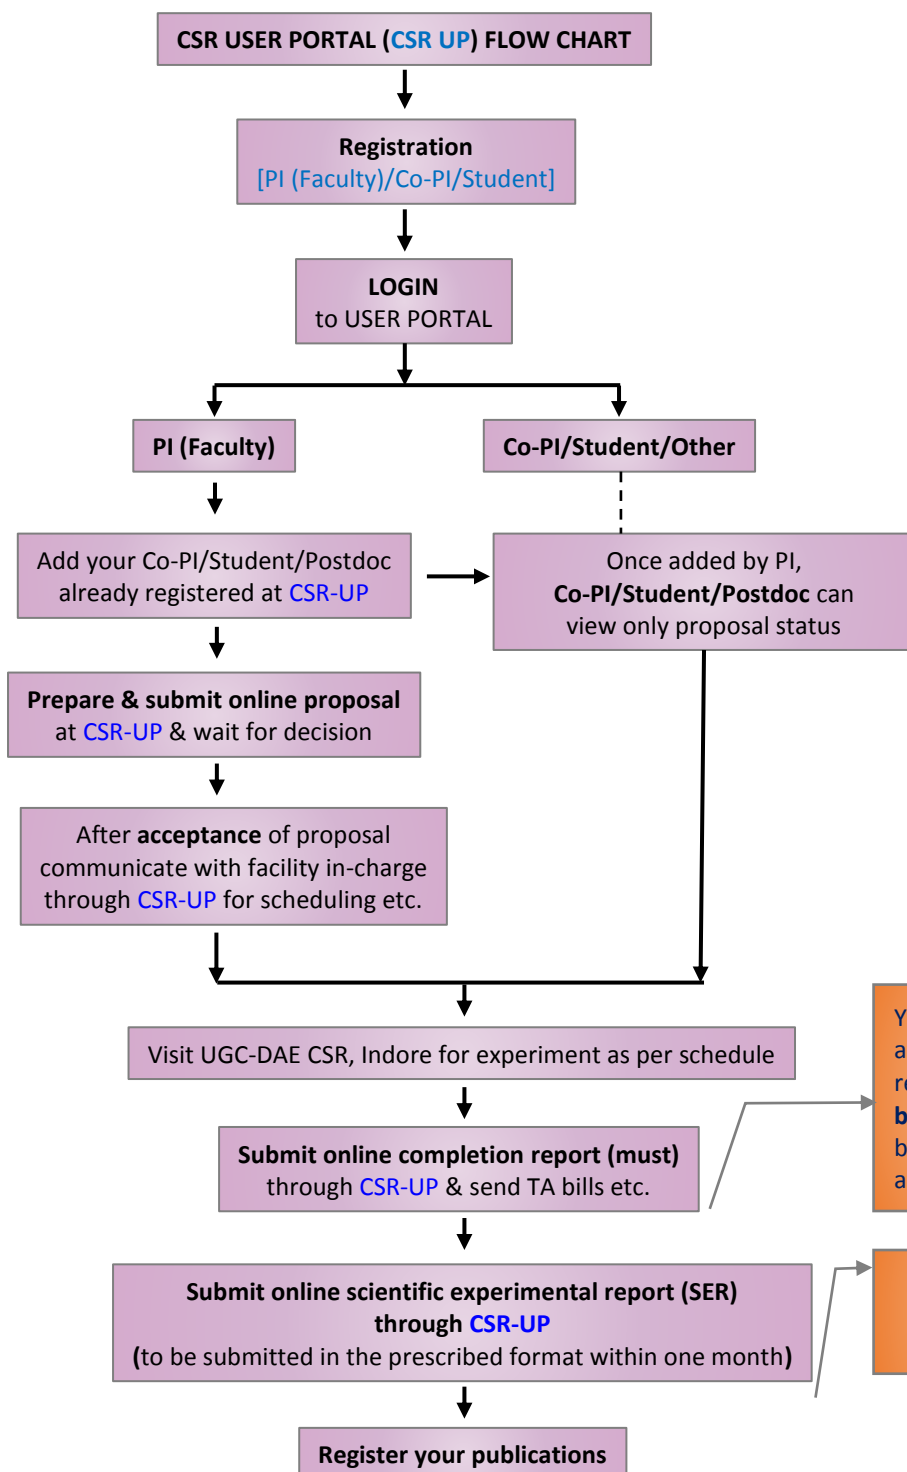 CSR USER PORTAL (CSR UP) FLOW CHART
Registration
[PI (Faculty)/Co-PI/Student]
LOGIN
to USER PORTAL
PI (Faculty)
Co-PI/Student/Other
Add your Co-PI/Student/Postdoc
already registered at CSR-UP
Once added by PI,
Co-PI/Student/Postdoc can
view only proposal status
Prepare & submit online proposal
at CSR-UP & wait for decision
After acceptance of proposal
communicate with facility in-charge
through CSR-UP for scheduling etc.
Visit UGC-DAE CSR, Indore for experiment as per schedule
Submit online completion report (must)
through CSR-UP & send TA bills etc.
Submit online scientific experimental report (SER)
through CSR-UP
(to be submitted in the prescribed format within one month)
Register your publications